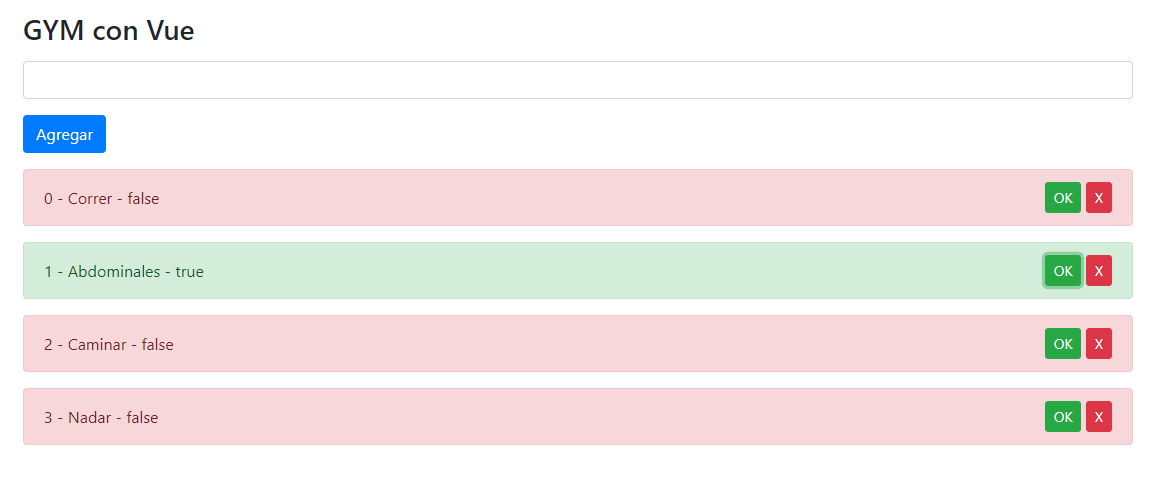 GYM con Vue
Agregar
0 - Correr - false OK X
1 - Abdominales - true OK X
2 - Caminar - false OK X
3 - Nadar - false OK X